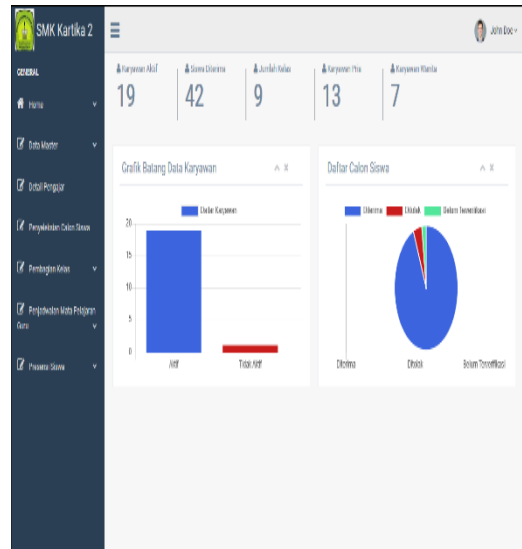 SMK Kartika 2
John Doe
GENERAL
Home
Data Master
Detail Pengajar
Penyeleksian Calon Siswa
Pembagian Kelas
Penjadwalan Mata Pelajaran
Guru
Presensi Siswa
Karyawan Aktif
19
Siswa Diterima
42
Jumlah Kelas
9
Karyawan Pria
13
Karyawan Wanita
7
Grafik Batang Data Karyawan
Daftar Karyawan
20
15
10
5
0
Aktif
Tidak Aktif
Daftar Calon Siswa
Diterima
Ditolak
Belum Terverifikasi
Diterima
Ditolak
Belum Terverifikasi